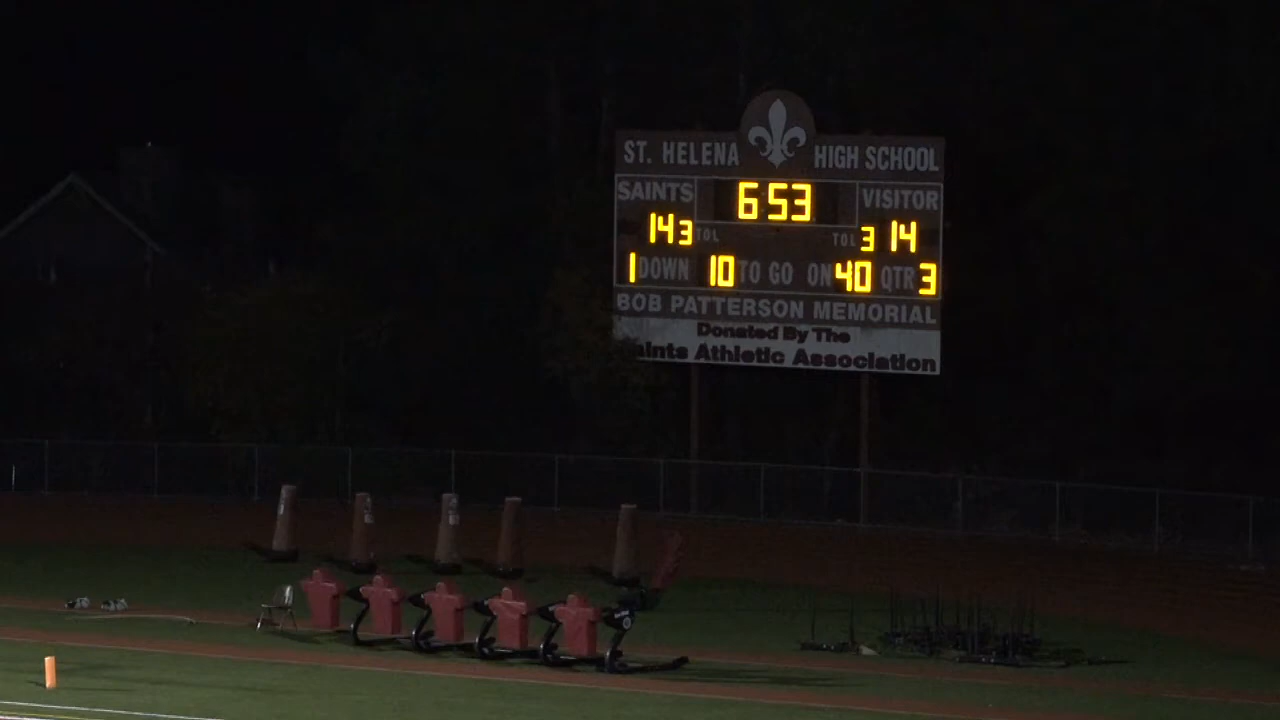 ST. HELENA HIGH SCHOOL
SAINTS 6 53 VISITOR
14 3 TOL TOL 3 14
1 DOWN 10 TO GO ON 40 QTR 3
BOB PATTERSON MEMORIAL
Donated By The
aints Athletic Association